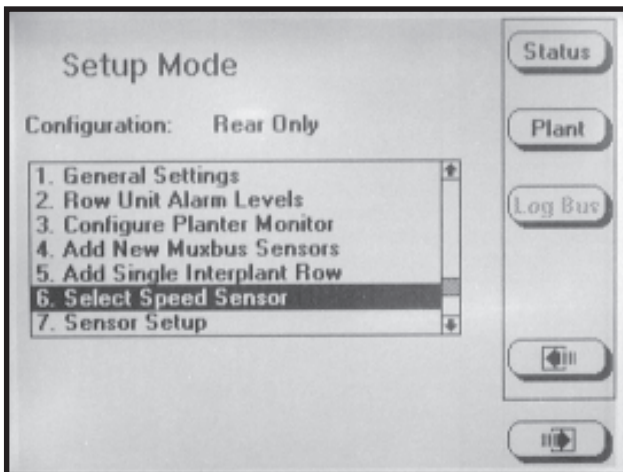 Setup Mode
Configuration: Rear Only
1. General Settings
2. Row Unit Alarm Levels
3. Configure Planter Monitor
4. Add New Muxbus Sensors
5. Add Single Interplant Row
6. Select Speed Sensor
7. Sensor Setup
Status
Plant
Log Bus